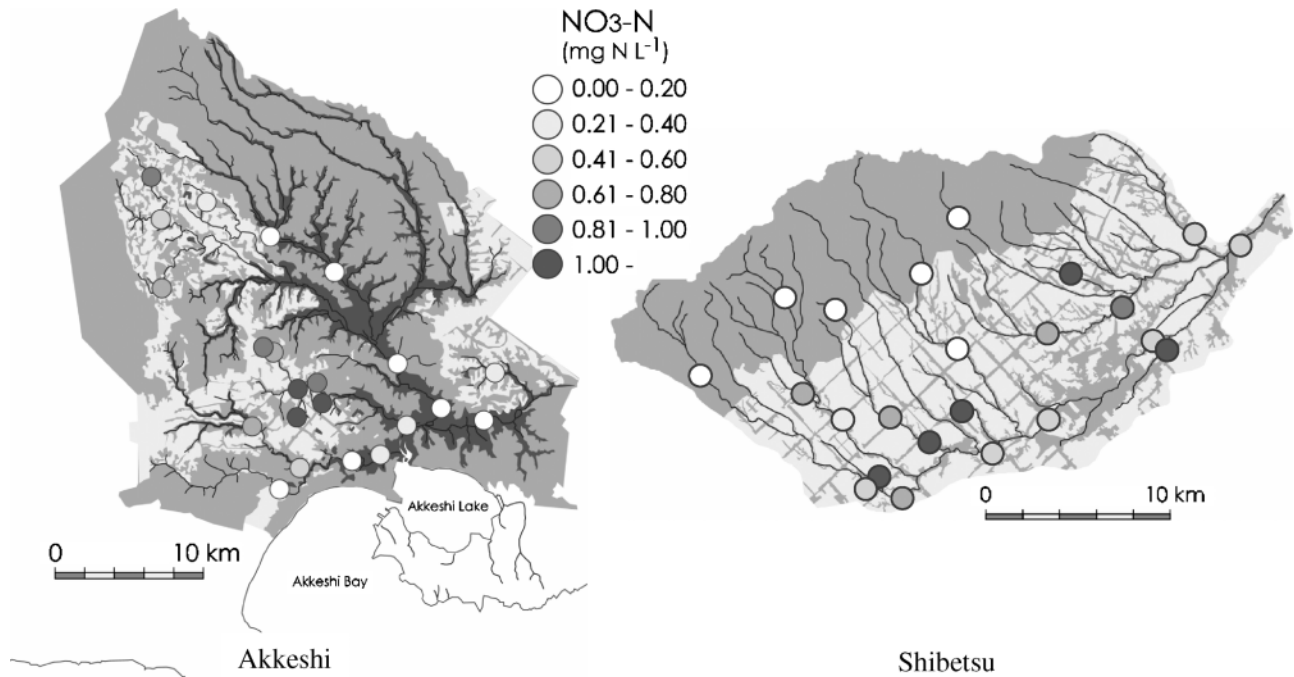 NO3-N
(mg N L-1)
0.00 - 0.20
0.21 - 0.40
0.41 - 0.60
0.61 - 0.80
0.81 - 1.00
1.00 -
0 10 km
Akkeshi Lake
Akkeshi Bay
0 10 km
Akkeshi
Shibetsu